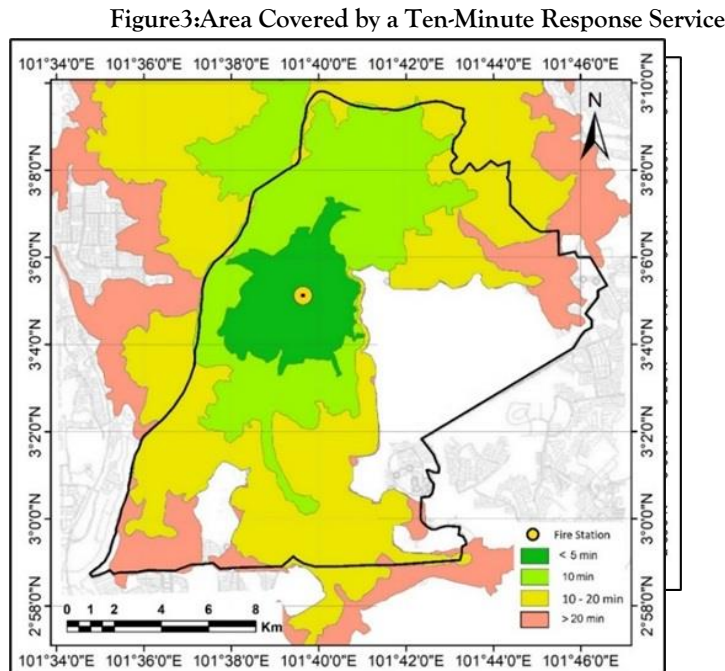 Figure3:Area Covered by a Ten-Minute Response Service
101°34'0"E 101°36'0"E 101°38'0"E 101°40'0"E 101°42'0"E 101°44'0"E 101°46'0"E
3°10'0"N
3°8'0"N 3°8'0"N
3°6'0"N 3°6'0"N
3°4'0"N 3°4'0"N
3°2'0"N 3°2'0"N
3°0'0"N 3°0'0"N
2°58'0"N 2°58'0"N
N
Fire Station
< 5 min
10 min
10 - 20 min
> 20 min
0 1 2 4 6 8
Km
101°34'0"E 101°36'0"E 101°38'0"E 101°40'0"E 101°42'0"E 101°44'0"E 101°46'0"E